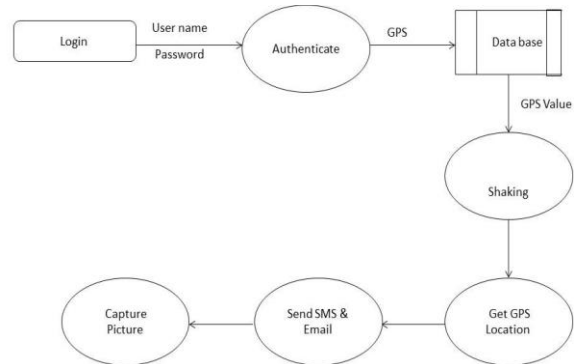 Login
User name
Password
Authenticate
GPS
Data base
GPS Value
Shaking
Get GPS
Location
Send SMS &
Email
Capture
Picture